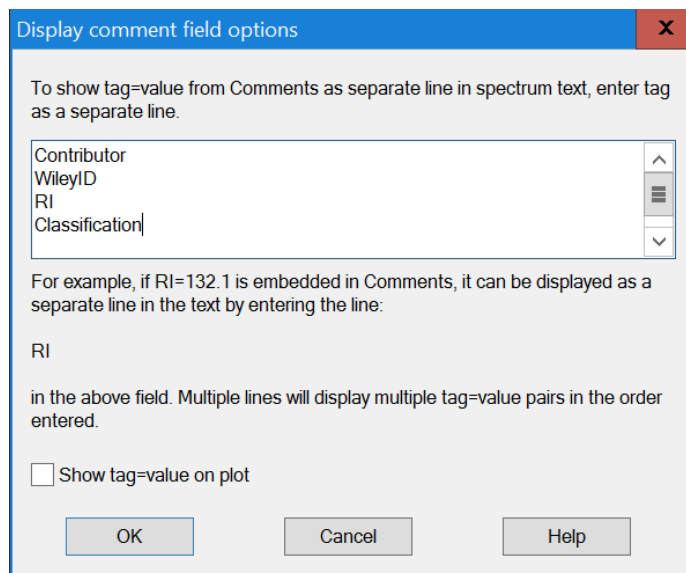 Display comment field options
X
To show tag=value from Comments as separate line in spectrum text, enter tag
as a separate line.
Contributor
WileyID
RI
Classification
For example, if RI=132.1 is embedded in Comments, it can be displayed as a
separate line in the text by entering the line:
RI
in the above field. Multiple lines will display multiple tag=value pairs in the order
entered.
Show tag=value on plot
OK
Cancel
Help